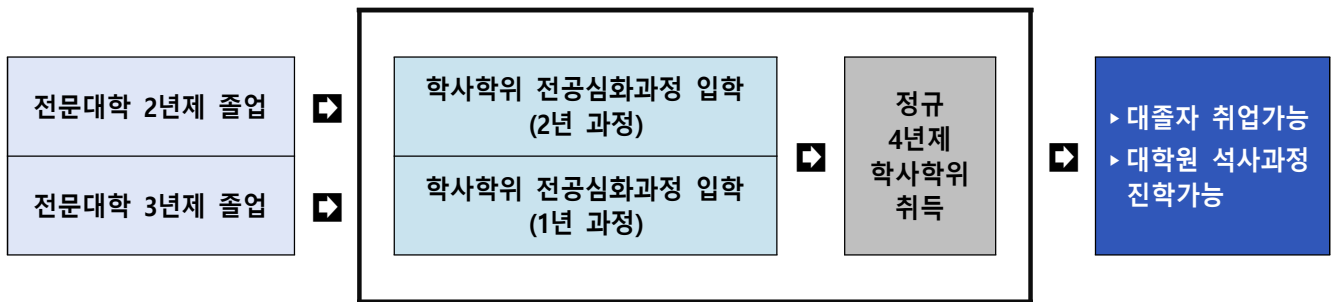 전문대학 2년제 졸업
학사학위 전공심화과정 입학
(2년 과정)
전문대학 3년제 졸업
학사학위 전공심화과정 입학
(1년 과정)
정규
4년제
학사학위
취득
▸대졸자 취업가능
▸대학원 석사과정
진학가능